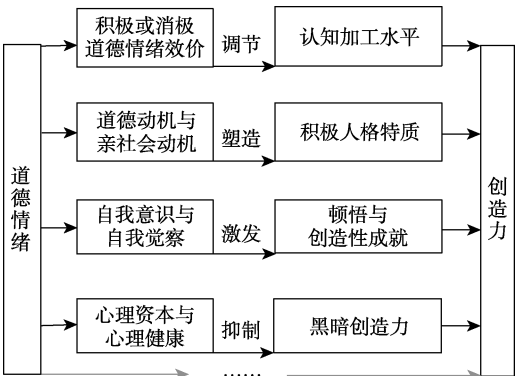 道德情绪
积极或消极
道德情绪效价
调节
认知加工水平
道德动机与
亲社会动机
塑造
积极人格特质
自我意识与
自我觉察
激发
顿悟与
创造性成就
心理资本与
心理健康
抑制
黑暗创造力
……
创造力